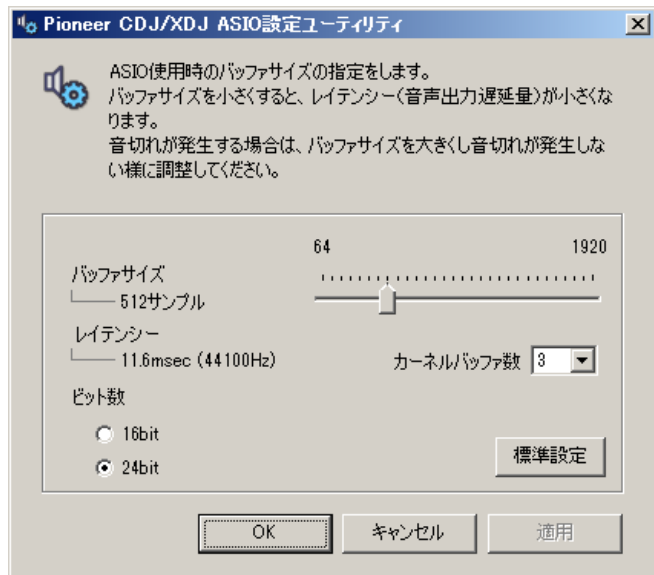 Pioneer CDJ/XDJ ASIO設定ユーティリティ
ASIO使用時のバッファサイズの指定をします。
バッファサイズを小さくすると、レイテンシー(音声出力遅延量)が小さくな
ります。
音切れが発生する場合は、バッファサイズを大きくし音切れが発生しな
い様に調整してください。
64 1920
バッファサイズ
512サンプル
レイテンシー
11.6msec (44100Hz)
カーネルバッファ数 3
ビット数
16bit
24bit
標準設定
OK キャンセル 適用